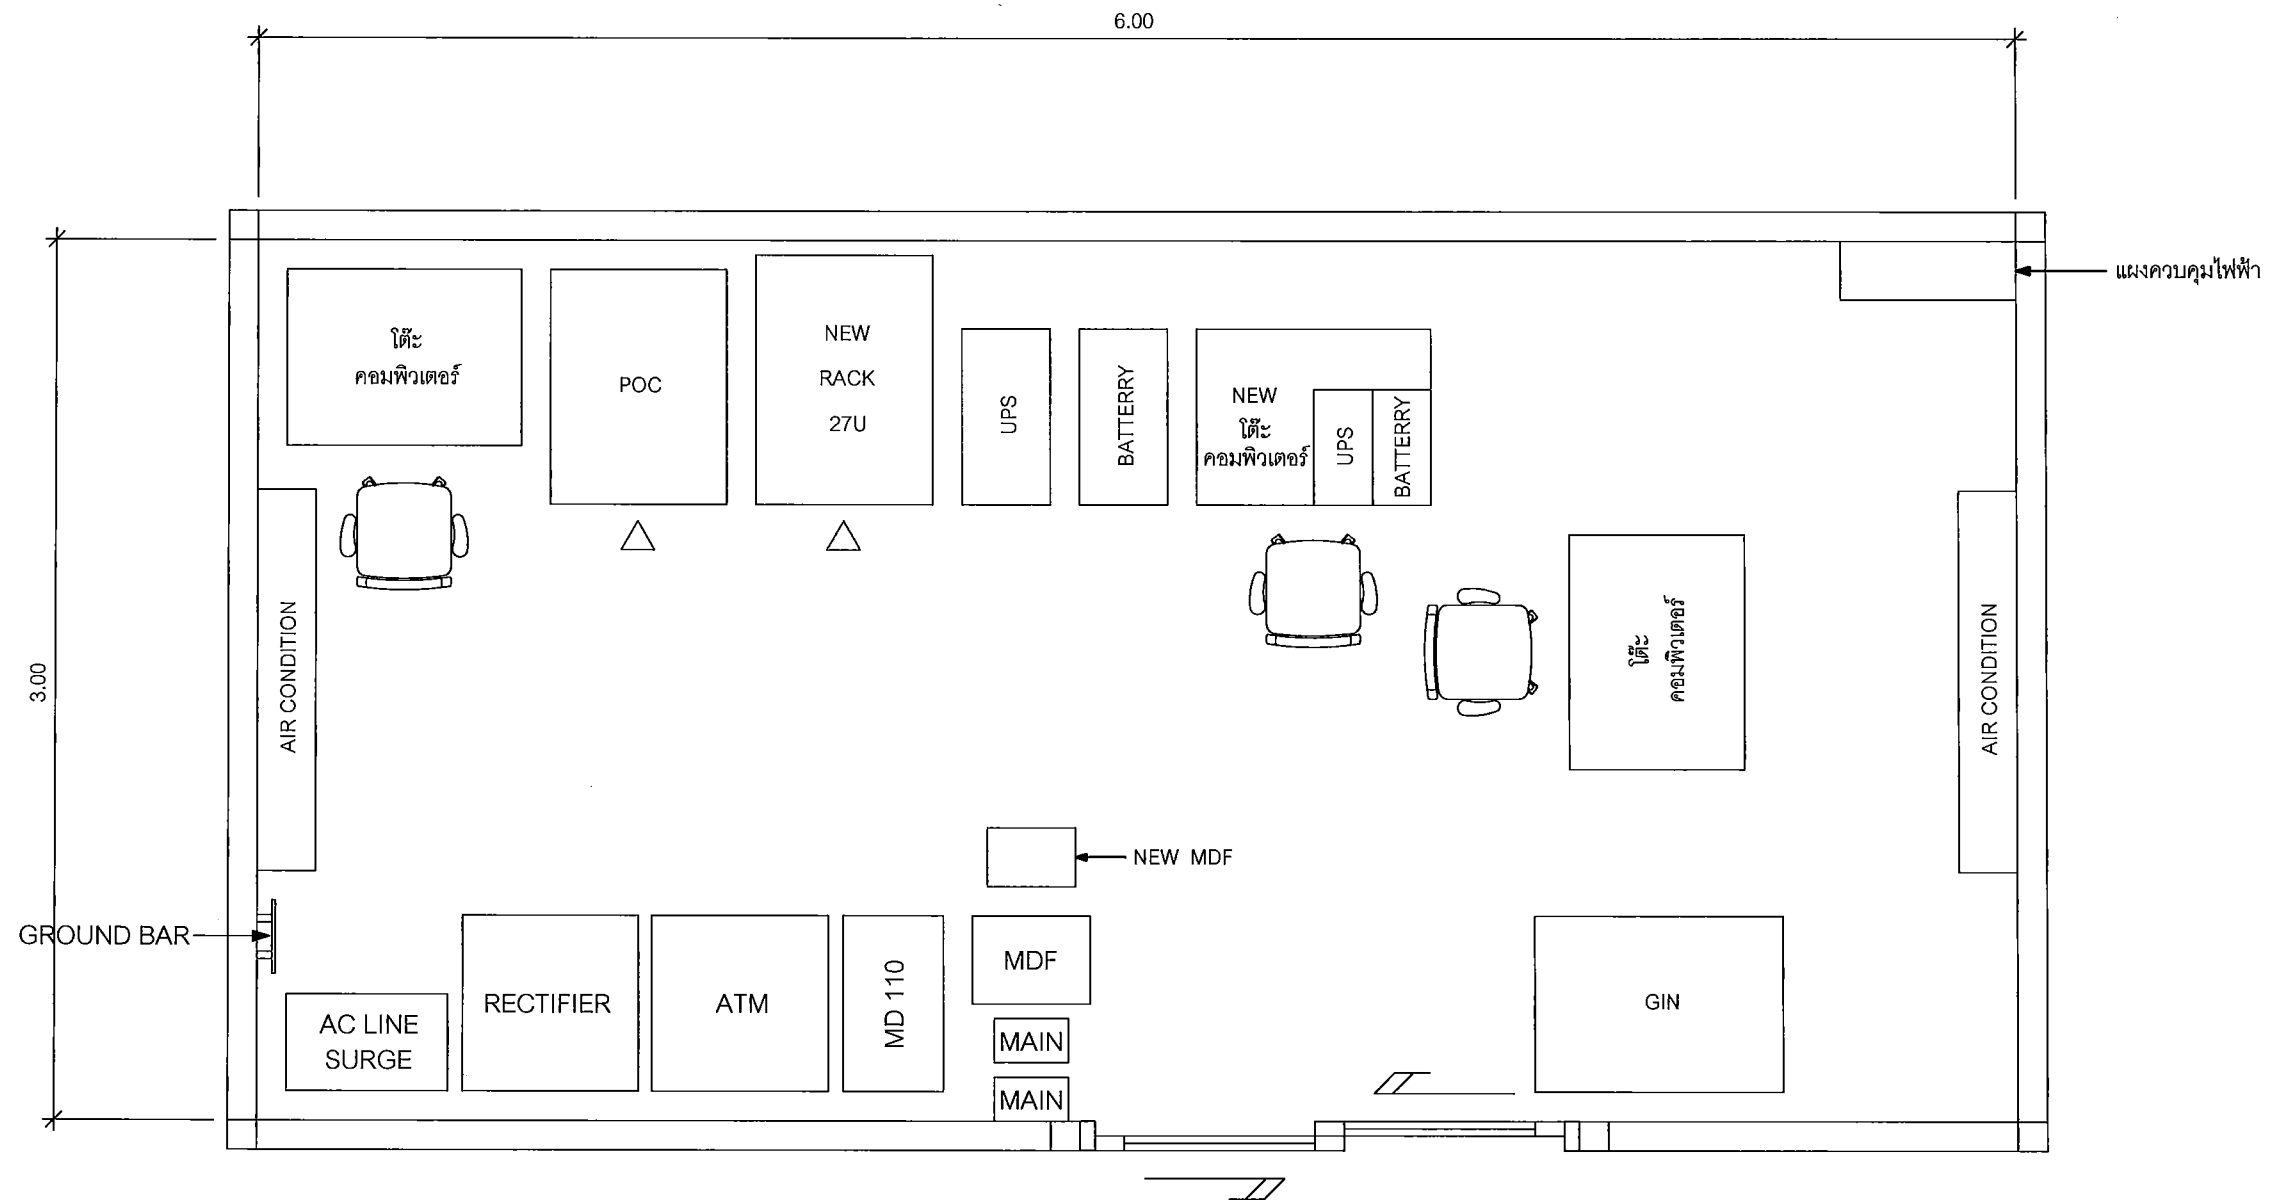 6.00
แผงควบคุมไฟฟ้า
โต๊ะ
คอมพิวเตอร์
POC
NEW
RACK
27U
UPS
BATTERRY
NEW
โต๊ะ
คอมพิวเตอร์
UPS
BATTERRY
3.00
AIR CONDITION
โต๊ะ
คอมพิวเตอร์
AIR CONDITION
NEW MDF
GROUND BAR
AC LINE
SURGE
RECTIFIER
ATM
MD 110
MDF
MAIN
MAIN
GIN